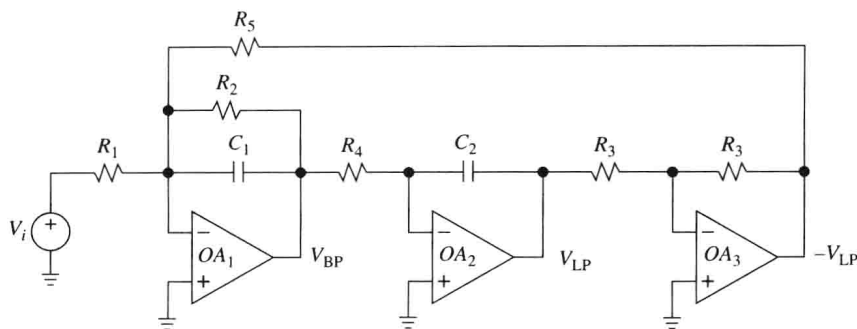 R5
R2
R1
C1
R4
C2
R3
R3
Vi
+
−
+
OA1
VBP
−
+
OA2
VLP
−
+
OA3
−VLP